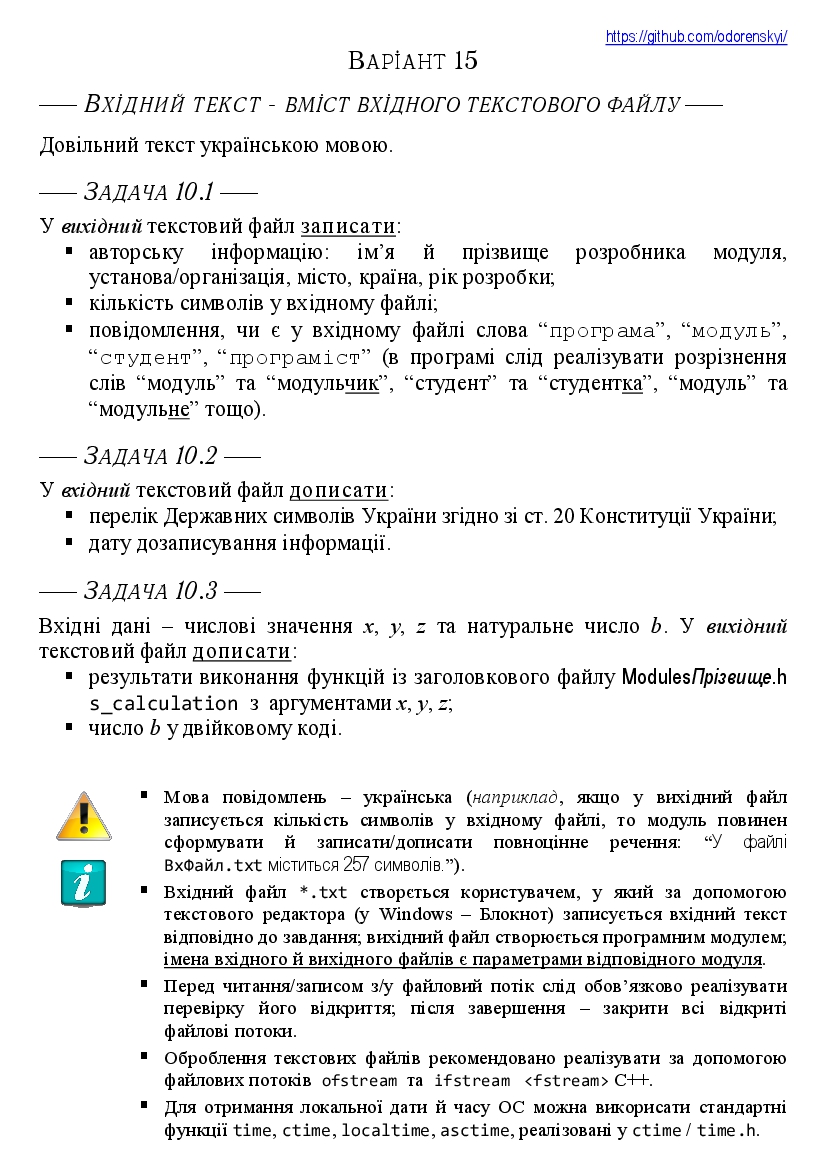 https://github.com/odorenskyi/
ВАРІАНТ 15
ВХІДНИЙ ТЕКСТ - ВМІСТ ВХІДНОГО ТЕКСТОВОГО ФАЙЛУ
Довільний текст українською мовою.
ЗАДАЧА 10.1
У вихідний текстовий файл записати:
▪ авторську інформацію: ім’я й прізвище розробника модуля,
установа/організація, місто, країна, рік розробки;
▪ кількість символів у вхідному файлі;
▪ повідомлення, чи є у вхідному файлі слова “програма”, “модуль”,
“студент”, “програміст” (в програмі слід реалізувати розрізнення
слів “модуль” та “модульчик”, “студент” та “студентка”, “модуль” та
“модульне” тощо).
ЗАДАЧА 10.2
У вхідний текстовий файл дописати:
▪ перелік Державних символів України згідно зі ст. 20 Конституції України;
▪ дату дозаписування інформації.
ЗАДАЧА 10.3
Вхідні дані – числові значення x, y, z та натуральне число b. У вихідний
текстовий файл дописати:
▪ результати виконання функцій із заголовкового файлу ModulesПрізвище.h
s_calculation з аргументами x, y, z;
▪ число b у двійковому коді.
▪ Мова повідомлень – українська (наприклад, якщо у вихідний файл
записується кількість символів у вхідному файлі, то модуль повинен
сформувати й записати/дописати повноцінне речення: “У файлі
ВхФайл.txt міститься 257 символів.”).
▪ Вхідний файл *.txt створється користувачем, у який за допомогою
текстового редактора (у Windows – Блокнот) записується вхідний текст
відповідно до завдання; вихідний файл створюється програмним модулем;
імена вхідного й вихідного файлів є параметрами відповідного модуля.
▪ Перед читання/записом з/у файловий потік слід обов’язково реалізувати
перевірку його відкриття; після завершення – закрити всі відкриті
файлові потоки.
▪ Оброблення текстових файлів рекомендовано реалізувати за допомогою
файлових потоків ofstream та ifstream <fstream> C++.
▪ Для отримання локальної дати й часу ОС можна викорисати стандартні
функції time, ctime, localtime, asctime, реалізовані у ctime / time.h.